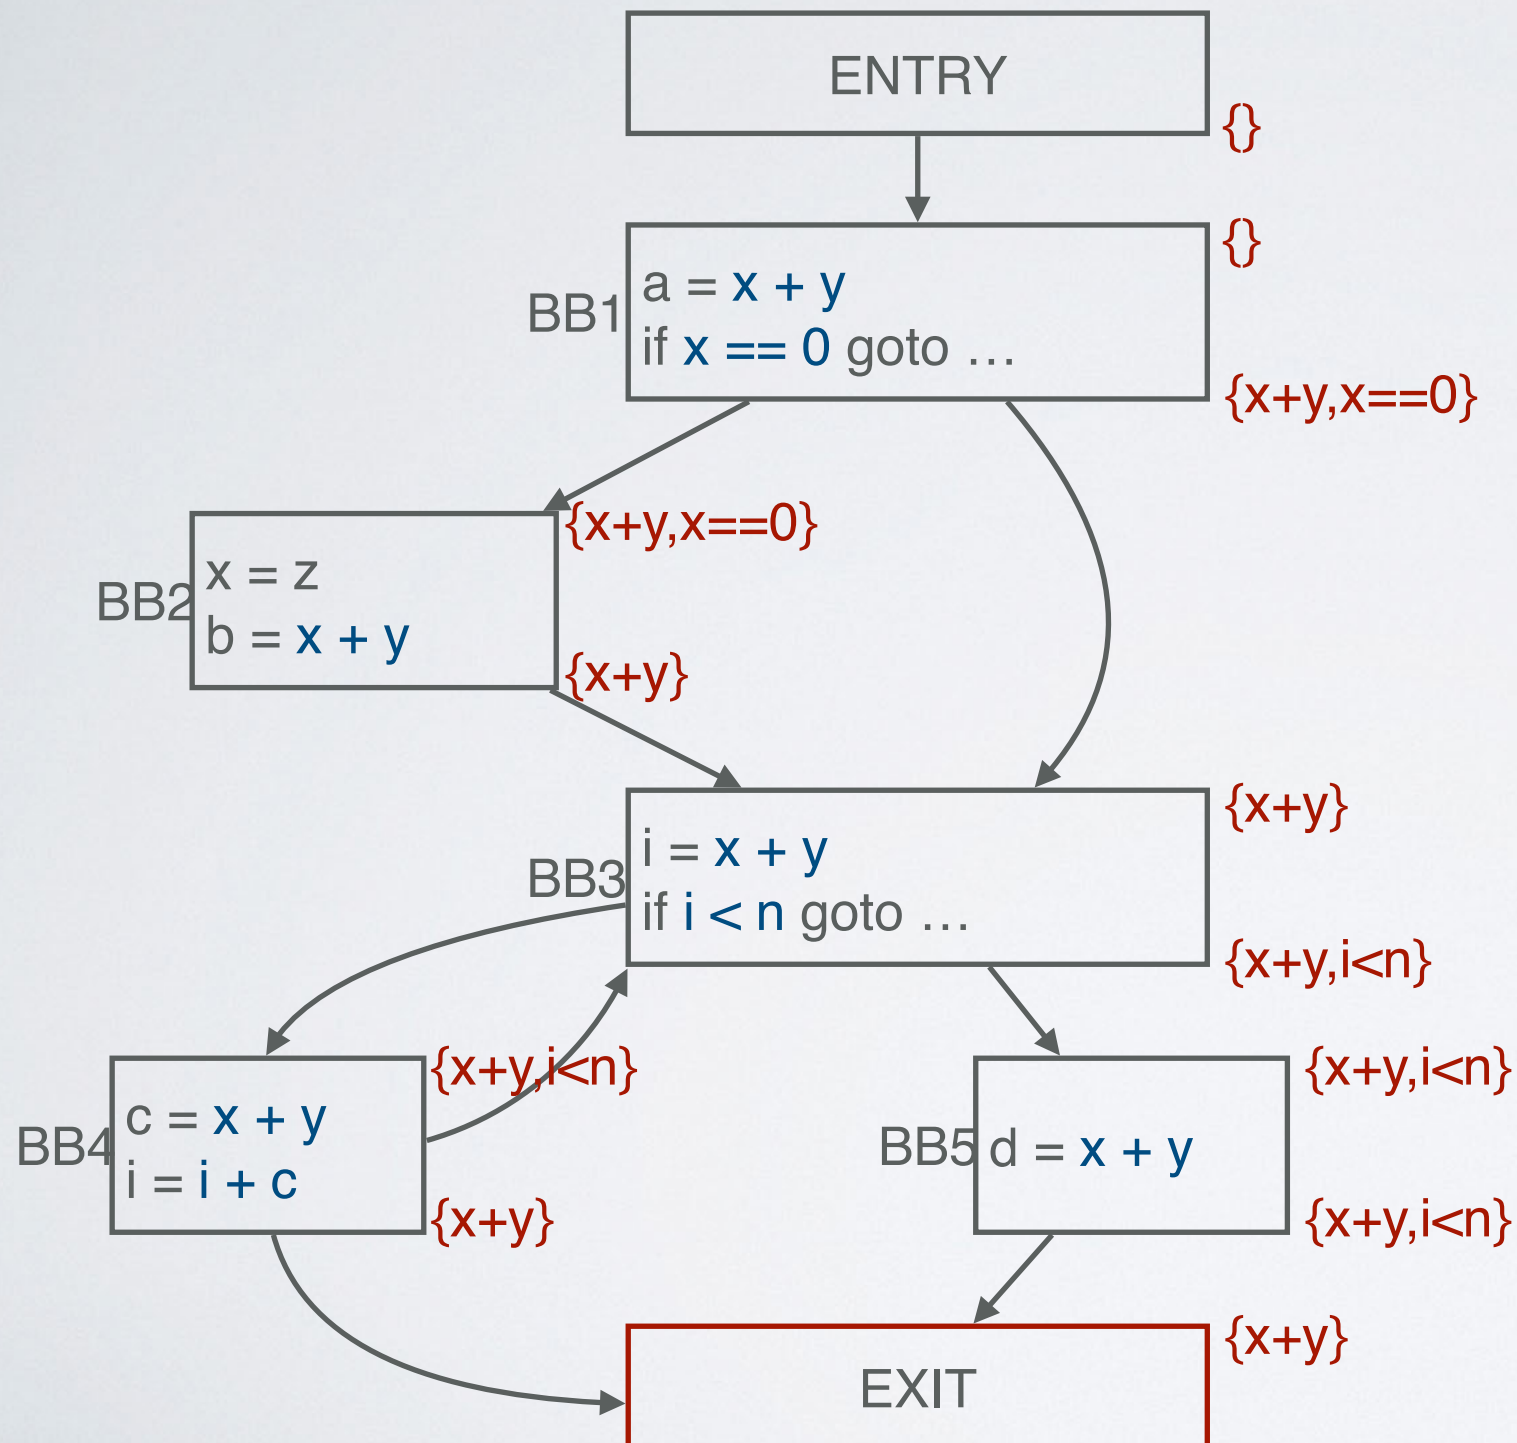 ENTRY
{}
{}
BB1
a = x + y
if x == 0 goto …
{x+y,x==0}
{x+y,x==0}
BB2
x = z
b = x + y
{x+y}
{x+y}
BB3
i = x + y
if i < n goto …
{x+y,i<n}
{x+y,i<n}
BB4
c = x + y
i = i + c
{x+y}
{x+y,i<n}
BB5
d = x + y
{x+y,i<n}
{x+y}
EXIT